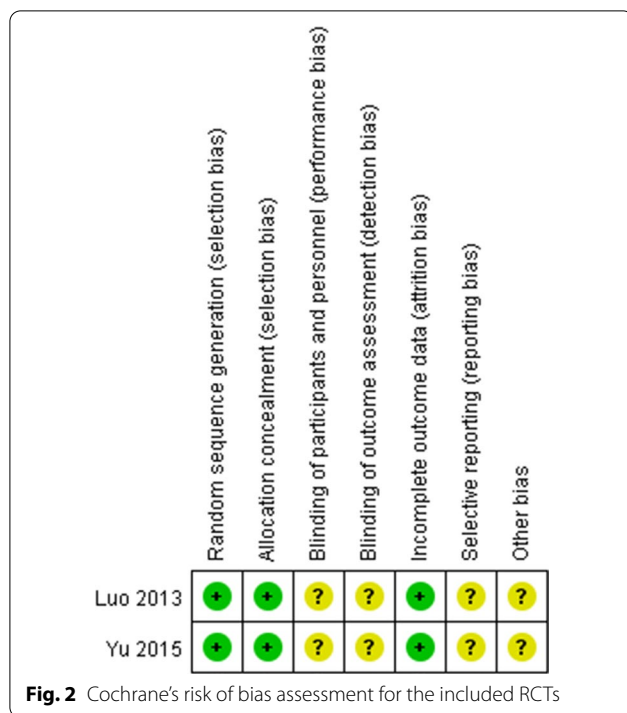 Random sequence generation (selection bias)
Allocation concealment (selection bias)
Blinding of participants and personnel (performance bias)
Blinding of outcome assessment (detection bias)
Incomplete outcome data (attrition bias)
Selective reporting (reporting bias)
Other bias
Luo 2013 + + ? ? + ? ?
Yu 2015 + + ? ? + ? ?
Fig. 2 Cochrane's risk of bias assessment for the included RCTs